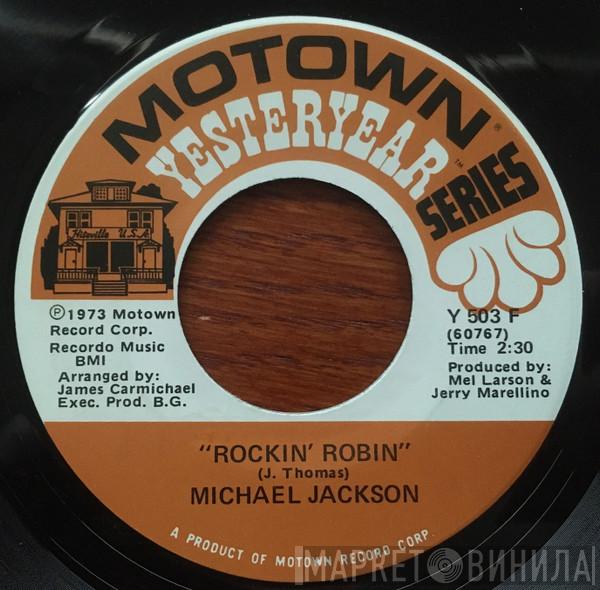 MOTOWN®
YESTERYEAR™
SERIES
Hitsville U.S.A.
℗ 1973 Motown
Record Corp.
Recordo Music
BMI
Arranged by:
James Carmichael
Exec. Prod. B.G.
Y 503 F
(60767)
Time 2:30
Produced by:
Mel Larson &
Jerry Marellino
"ROCKIN' ROBIN"
(J. Thomas)
MICHAEL JACKSON
A PRODUCT OF MOTOWN RECORD CORP.
МАРКЕТ ВИНИЛА